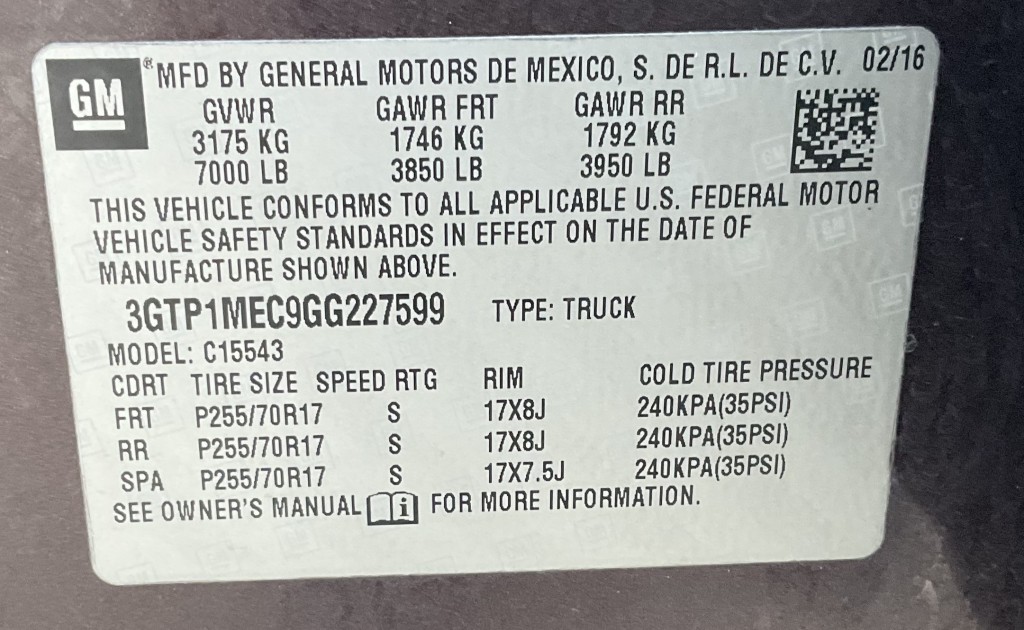 GM ® MFD BY GENERAL MOTORS DE MEXICO, S. DE R.L. DE C.V. 02/16
GVWR GAWR FRT GAWR RR
3175 KG 1746 KG 1792 KG
7000 LB 3850 LB 3950 LB
THIS VEHICLE CONFORMS TO ALL APPLICABLE U.S. FEDERAL MOTOR
VEHICLE SAFETY STANDARDS IN EFFECT ON THE DATE OF
MANUFACTURE SHOWN ABOVE.
3GTP1MEC9GG227599 TYPE: TRUCK
MODEL: C15543
CDRT TIRE SIZE SPEED RTG RIM COLD TIRE PRESSURE
FRT P255/70R17 S 17X8J 240KPA(35PSI)
RR P255/70R17 S 17X8J 240KPA(35PSI)
SPA P255/70R17 S 17X7.5J 240KPA(35PSI)
SEE OWNER'S MANUAL i FOR MORE INFORMATION.